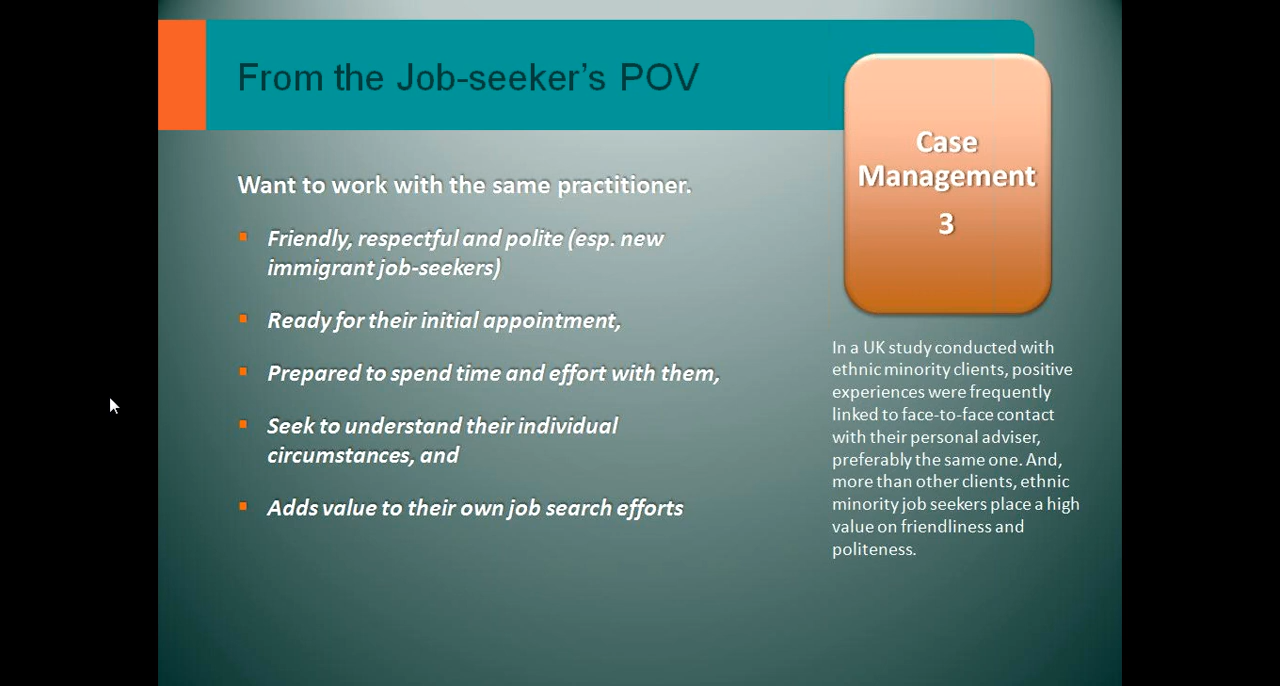 From the Job-seeker's POV
Case
Management
3
Want to work with the same practitioner.
Friendly, respectful and polite (esp. new
immigrant job-seekers)
Ready for their initial appointment,
Prepared to spend time and effort with them,
Seek to understand their individual
circumstances, and
Adds value to their own job search efforts
In a UK study conducted with
ethnic minority clients, positive
experiences were frequently
linked to face-to-face contact
with their personal adviser,
preferably the same one. And,
more than other clients, ethnic
minority job seekers place a high
value on friendliness and
politeness.